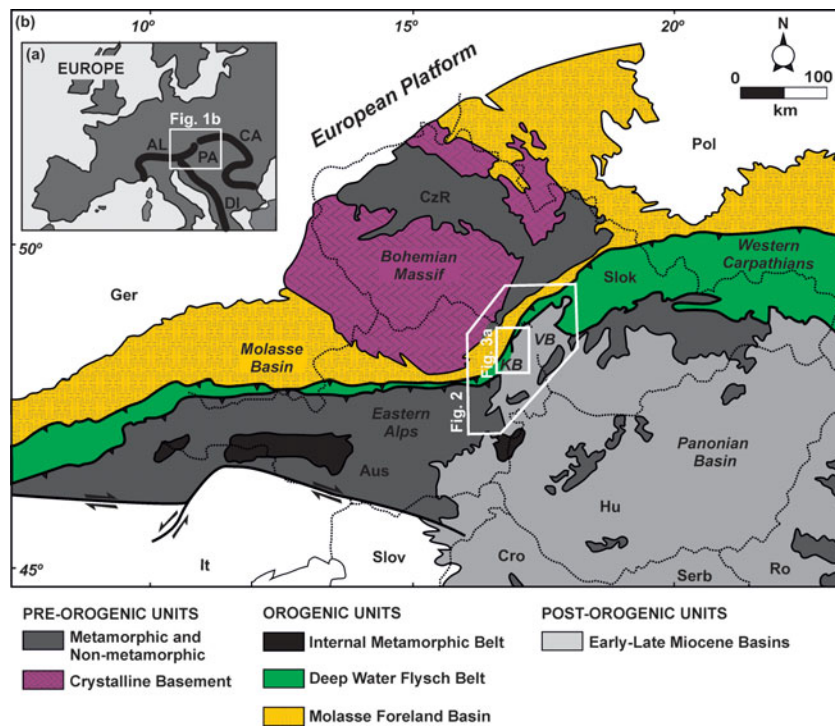 (b)
10°
15°
20°
(a)
EUROPE
Fig. 1b
AL
PA
CA
DI
European Platform
N
0 100
km
Pol
CzR
50°
Bohemian
Massif
Western
Carpathians
Ger
Slok
Molasse
Basin
Fig. 3a
VB
KB
Fig. 2
Eastern
Alps
Panonian
Basin
Aus
Hu
It
Slov
Cro
45°
Serb
Ro
PRE-OROGENIC UNITS
Metamorphic and
Non-metamorphic
Crystalline Basement
OROGENIC UNITS
Internal Metamorphic Belt
Deep Water Flysch Belt
Molasse Foreland Basin
POST-OROGENIC UNITS
Early-Late Miocene Basins